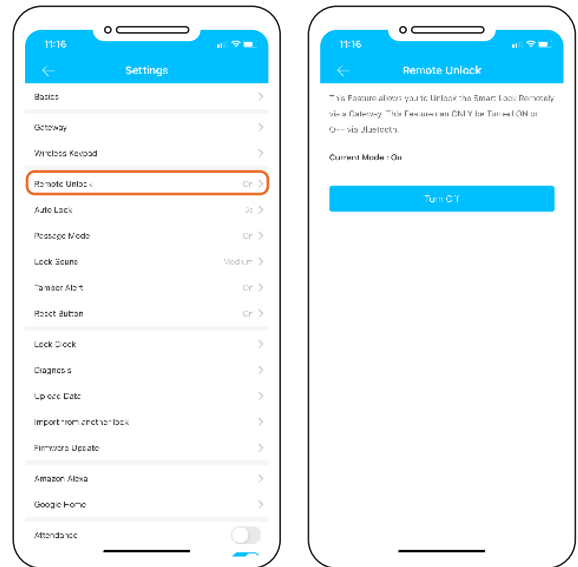 11:16
Settings
Basics
Gateway
Wireless Keypad
Remote Unlock On
Auto Lock 5s
Passage Mode On
Lock Sound Medium
Tamper Alert On
Reset Button On
Lock Clock
Diagnosis
Upload Data
Import from another lock
Firmware Update
Amazon Alexa
Google Home
Attendance
11:16
Remote Unlock
This Feature allows you to Unlock the Smart Lock Remotely
via a Gateway. This Feature can ONLY be Turned ON or
OFF via Bluetooth.
Current Mode : On
Turn Off